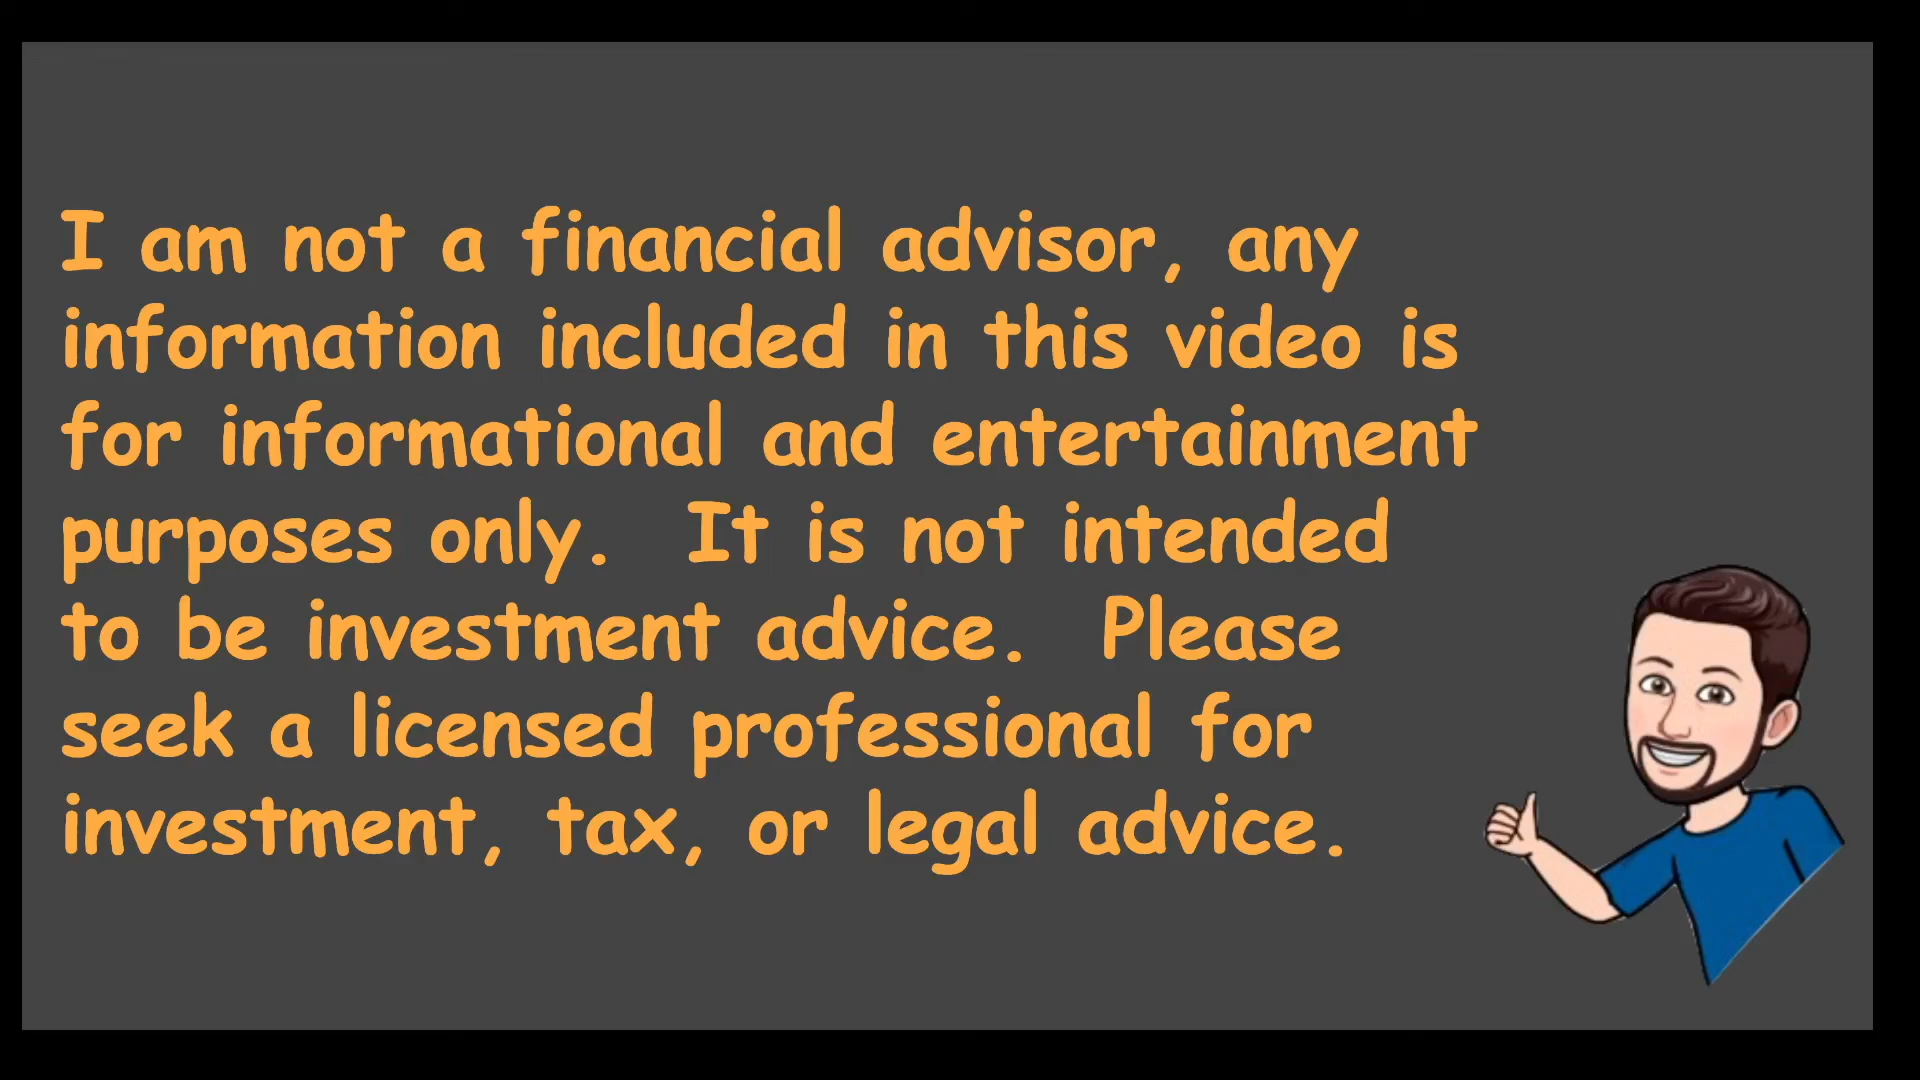 I am not a financial advisor, any
information included in this video is
for informational and entertainment
purposes only.  It is not intended
to be investment advice.  Please
seek a licensed professional for
investment, tax, or legal advice.